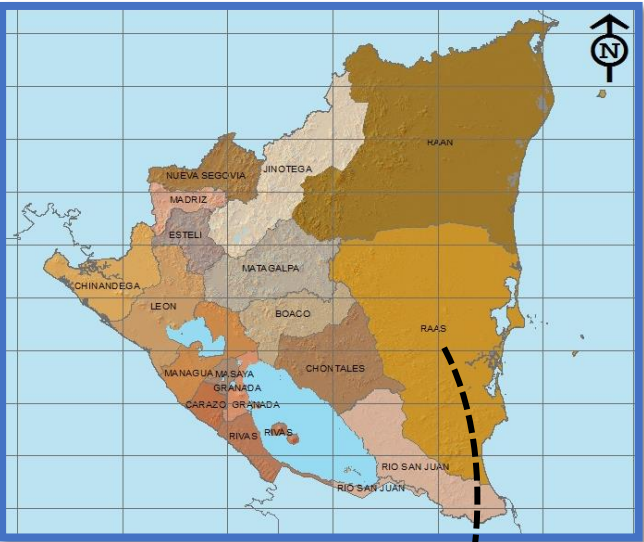 N
RAAN
JINOTEGA
NUEVA SEGOVIA
MADRIZ
ESTELI
MATAGALPA
CHINANDEGA
LEON
BOACO
RAAS
CHONTALES
MANAGUA
MASAYA
GRANADA
CARAZO
GRANADA
RIVAS
RIVAS
RIO SAN JUAN
RIO SAN JUAN